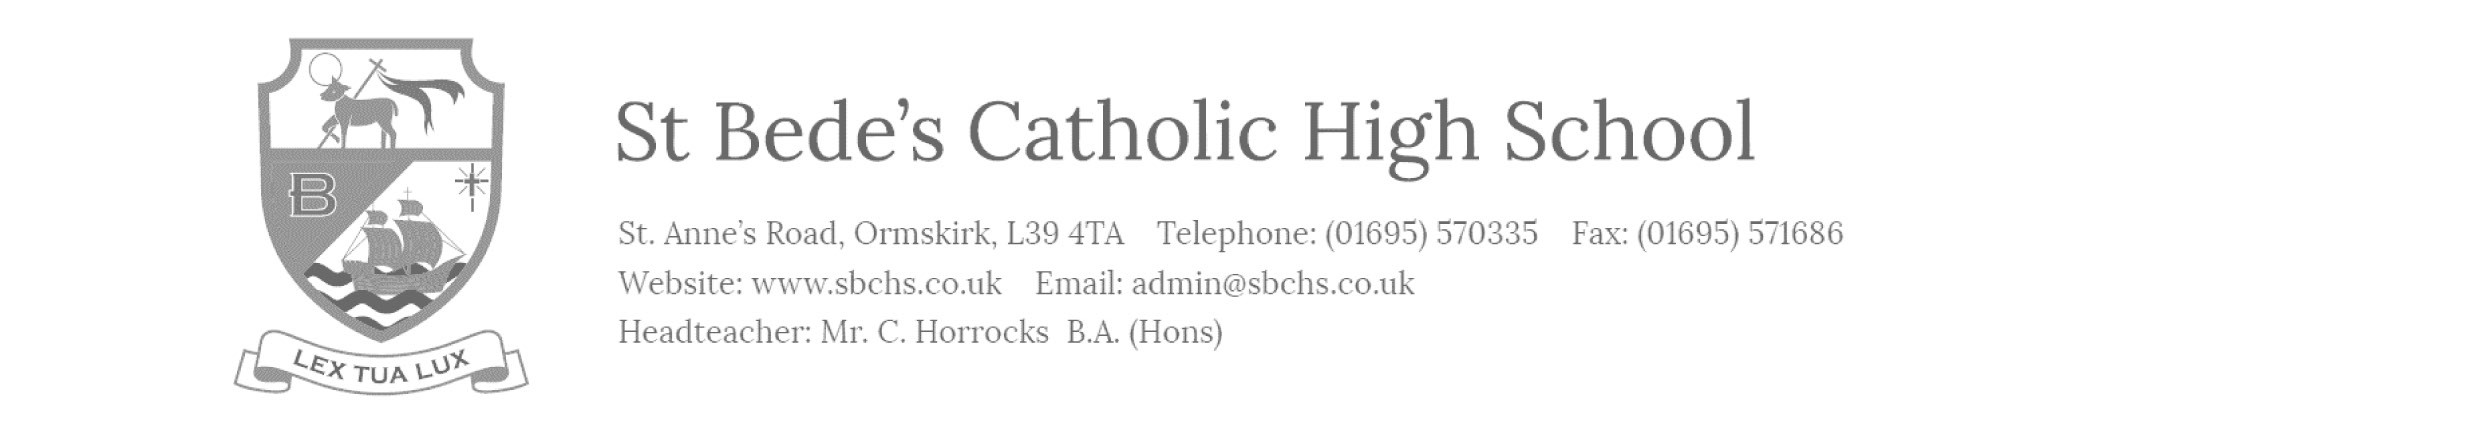 St Bede’s Catholic High School
St. Anne’s Road, Ormskirk, L39 4TA Telephone: (01695) 570335 Fax: (01695) 571686
Website: www.sbchs.co.uk Email: admin@sbchs.co.uk
Headteacher: Mr. C. Horrocks B.A. (Hons)
B
LEX TUA LUX